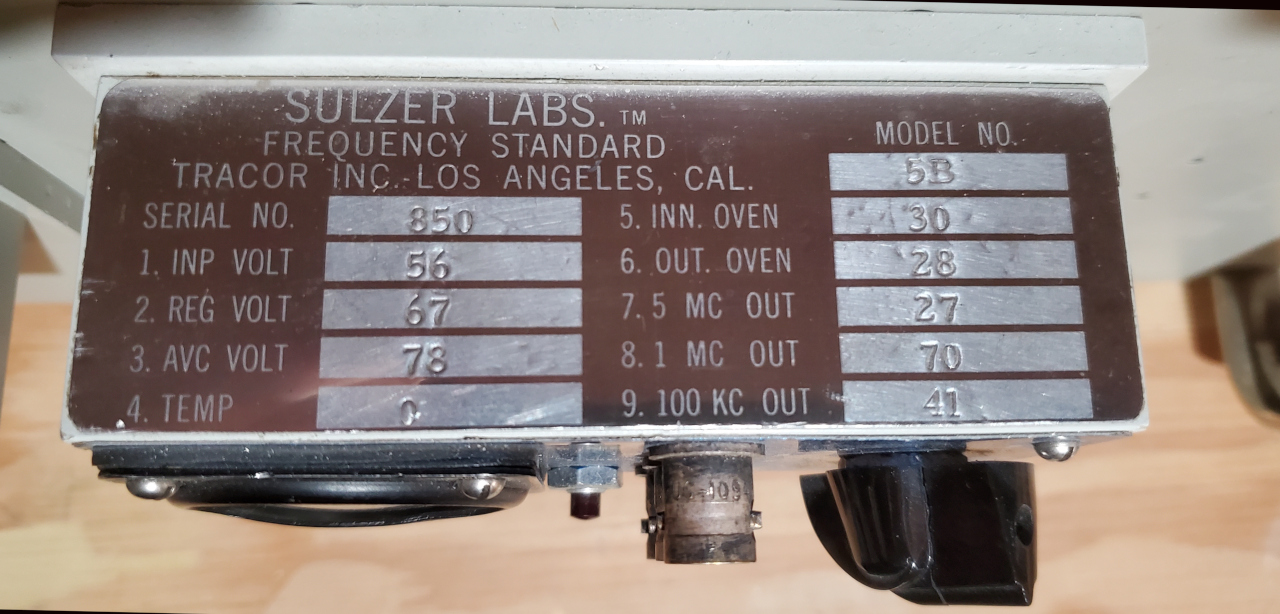 SULZER LABS. TM
FREQUENCY STANDARD
TRACOR INC.-LOS ANGELES, CAL.
MODEL NO.
5B
SERIAL NO. 850
1. INP VOLT 56
2. REG VOLT 67
3. AVC VOLT 78
4. TEMP 0
5. INN. OVEN 30
6. OUT. OVEN 28
7. 5 MC OUT 27
8. 1 MC OUT 70
9. 100 KC OUT 41